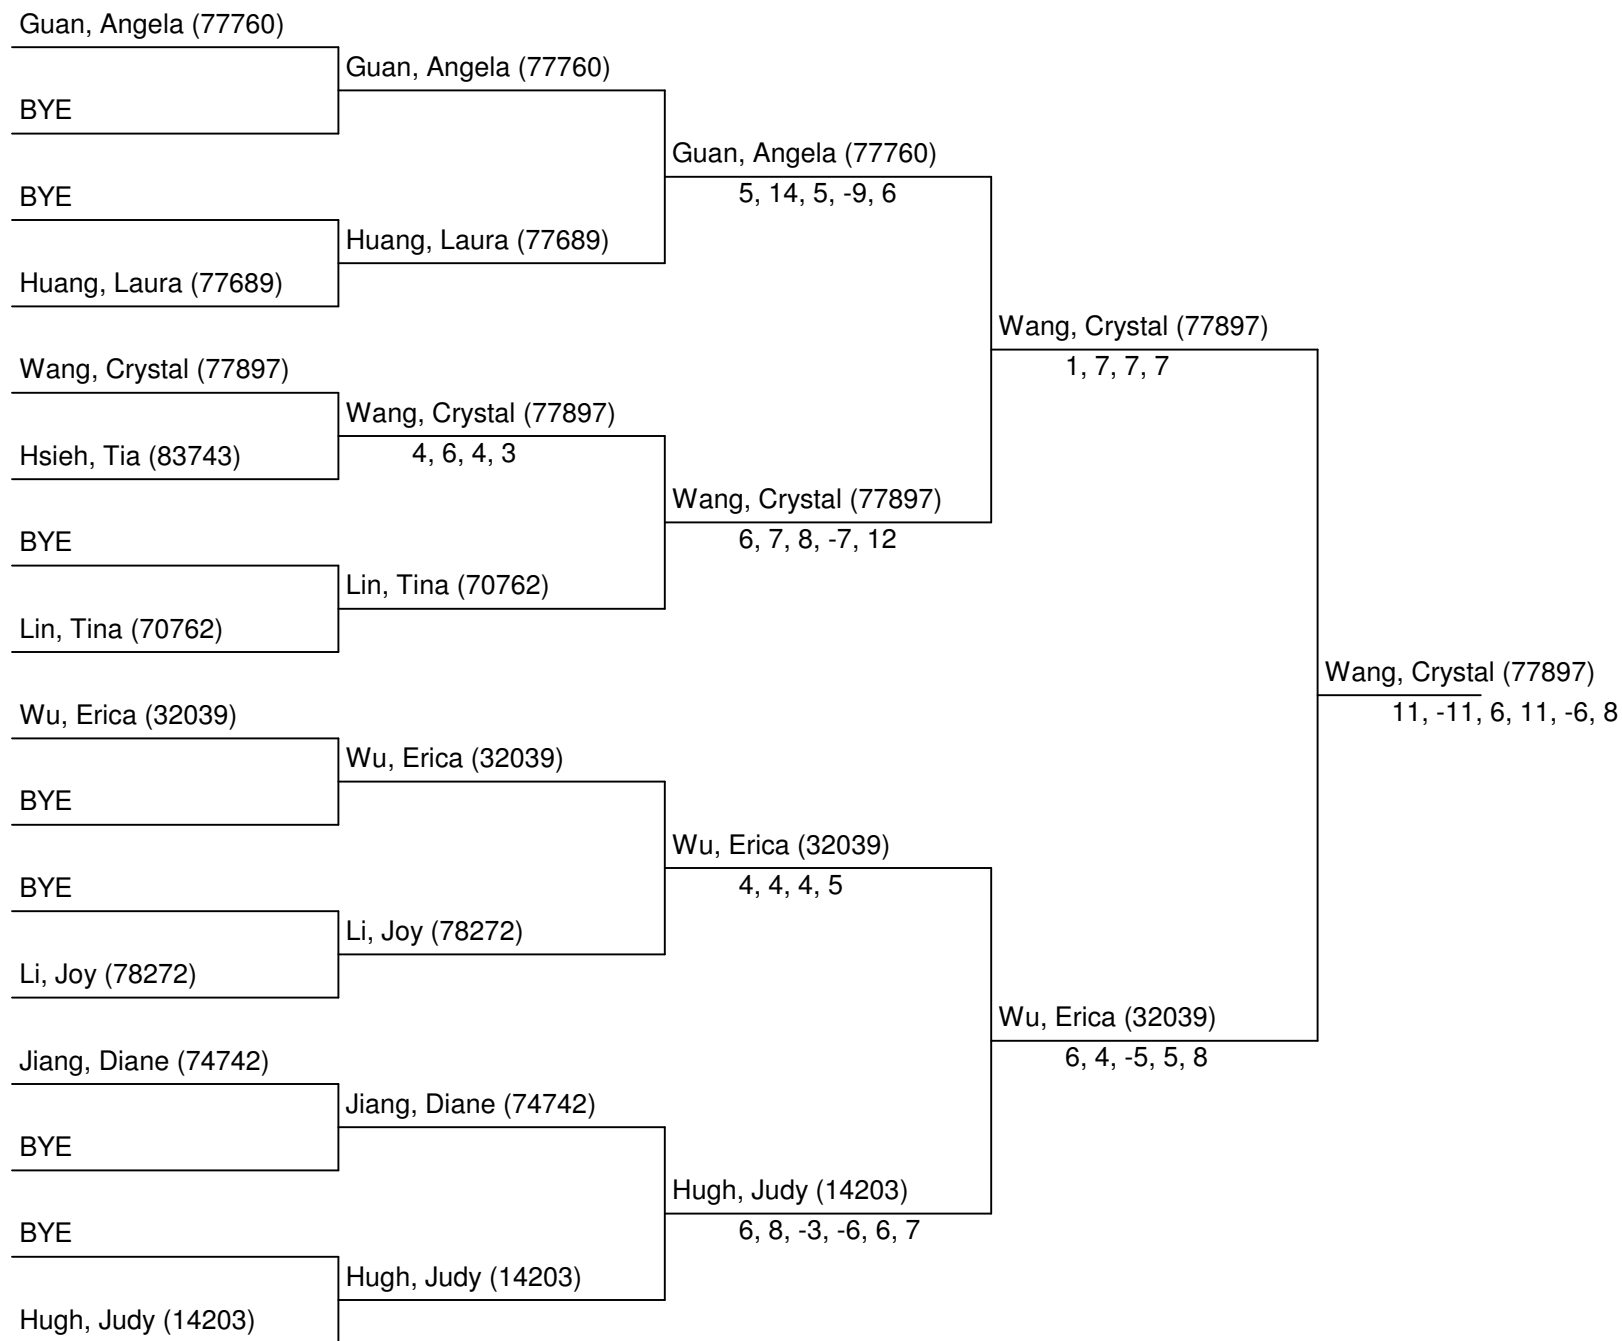 Guan, Angela (77760)
BYE
BYE
Huang, Laura (77689)
Wang, Crystal (77897)
Hsieh, Tia (83743)
BYE
Lin, Tina (70762)
Wu, Erica (32039)
BYE
BYE
Li, Joy (78272)
Jiang, Diane (74742)
BYE
BYE
Hugh, Judy (14203)
Guan, Angela (77760)
Huang, Laura (77689)
Wang, Crystal (77897)
4, 6, 4, 3
Lin, Tina (70762)
Wu, Erica (32039)
Li, Joy (78272)
Jiang, Diane (74742)
Hugh, Judy (14203)
Guan, Angela (77760)
5, 14, 5, -9, 6
Wang, Crystal (77897)
6, 7, 8, -7, 12
Wu, Erica (32039)
4, 4, 4, 5
Hugh, Judy (14203)
6, 8, -3, -6, 6, 7
Wang, Crystal (77897)
1, 7, 7, 7
Wu, Erica (32039)
6, 4, -5, 5, 8
Wang, Crystal (77897)
11, -11, 6, 11, -6, 8